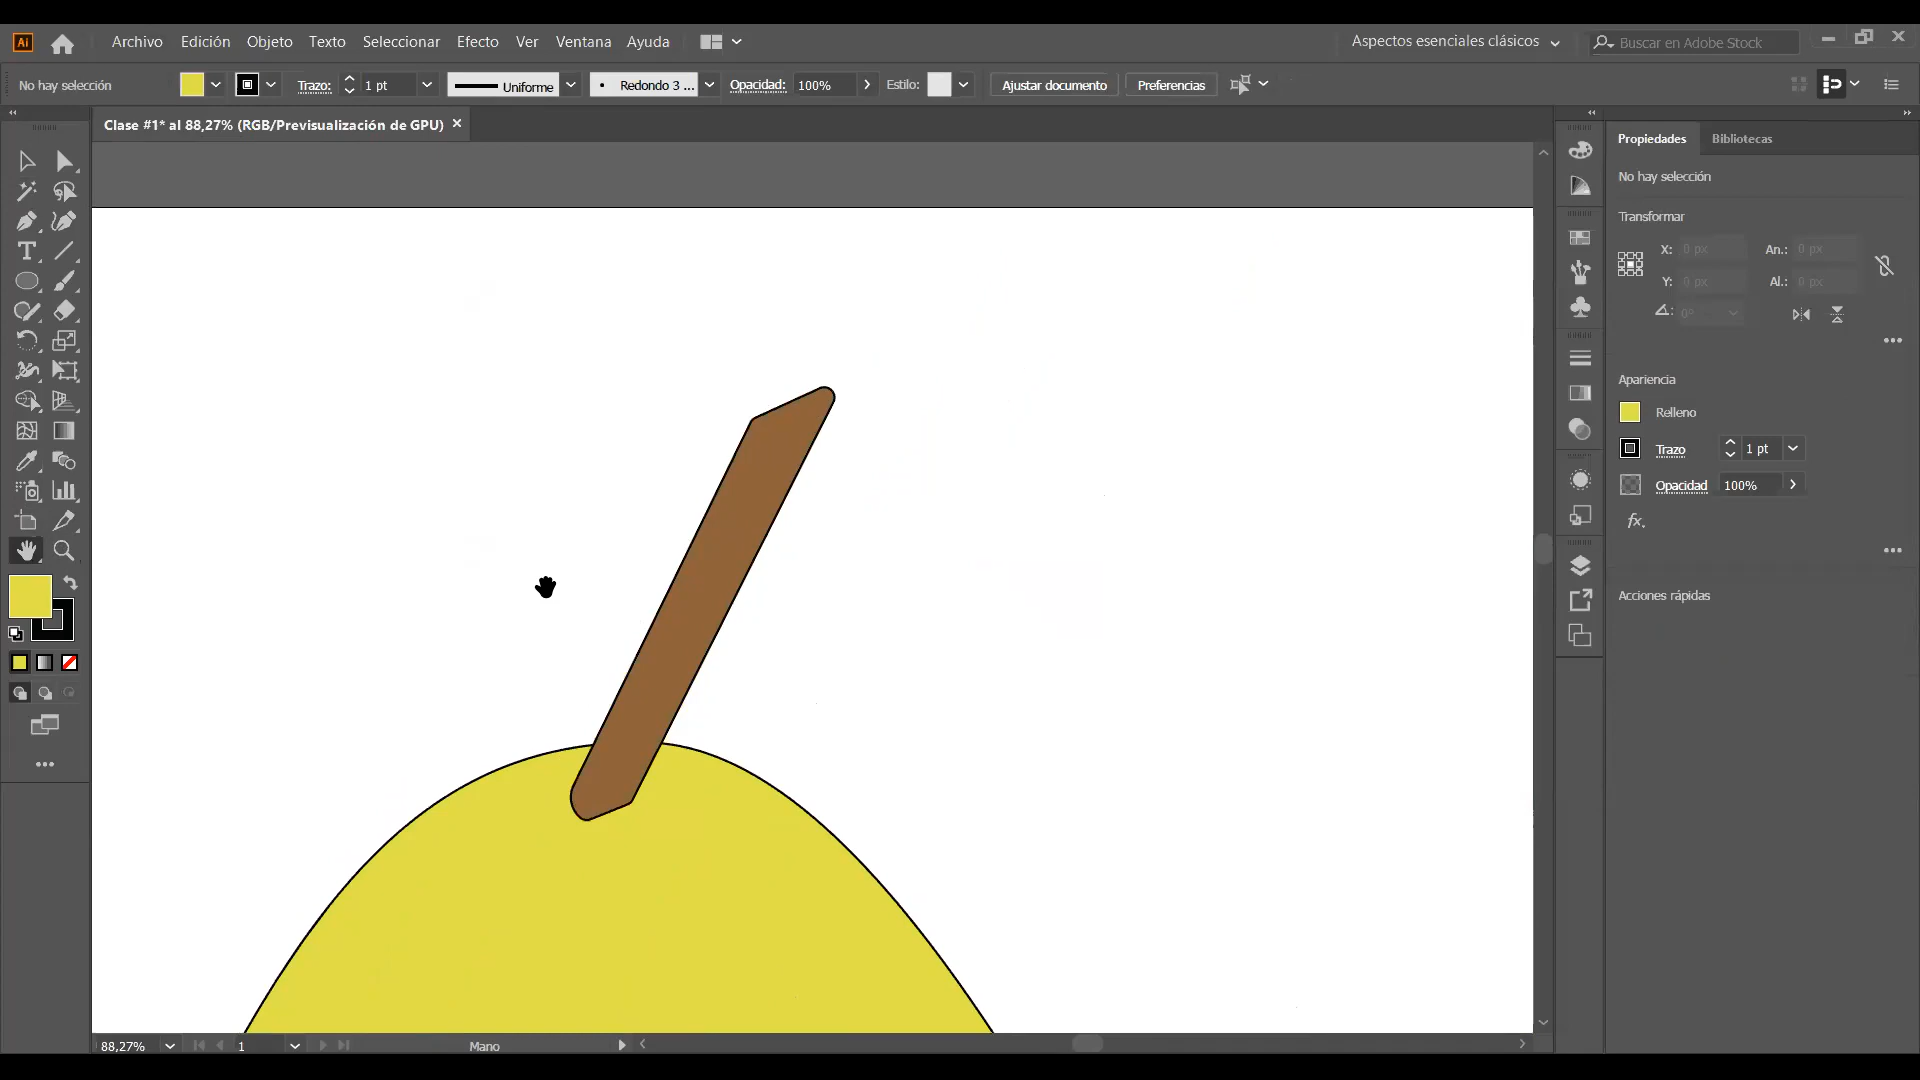 Ai Archivo Edición Objeto Texto Seleccionar Efecto Ver Ventana Ayuda Aspectos esenciales clásicos Buscar en Adobe Stock
No hay selección Trazo: 1 pt Uniforme Redondo 3 ... Opacidad: 100% Estilo: Ajustar documento Preferencias
Clase #1* al 88,27% (RGB/Previsualización de GPU) ×
Propiedades Bibliotecas
No hay selección
Transformar
X: 0 px An.: 0 px
Y: 0 px Al.: 0 px
0°
Apariencia
Relleno
Trazo 1 pt
Opacidad 100%
fx.
Acciones rápidas
88,27% 1 Mano